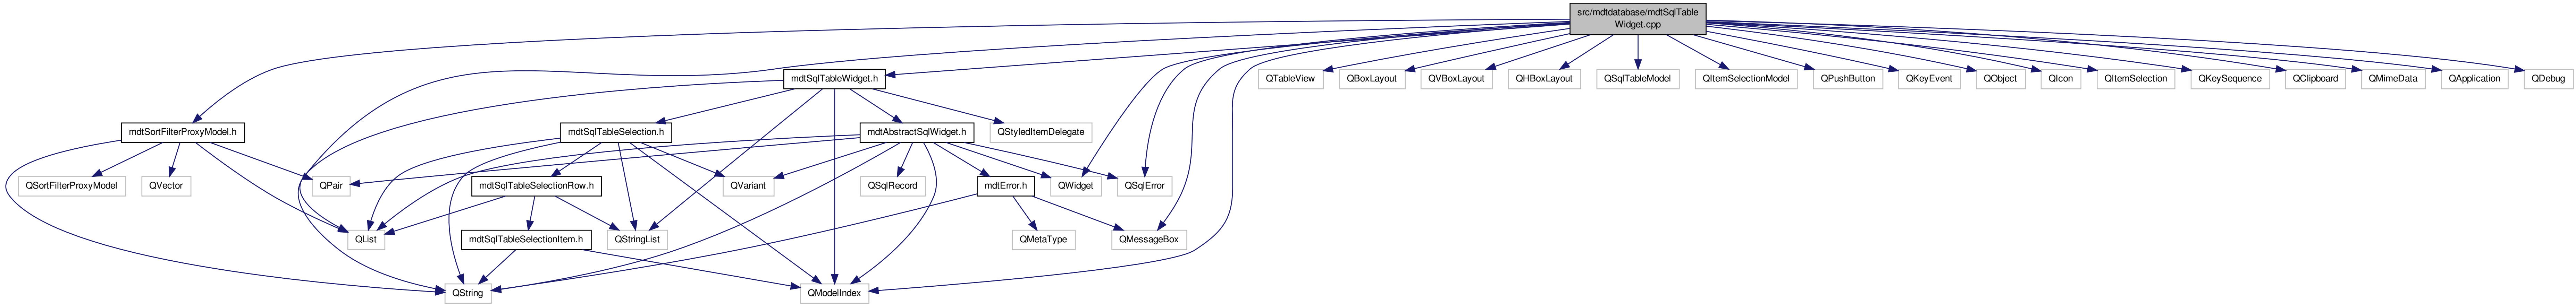 src/mdtdatabase/mdtSqlTable
Widget.cpp
mdtSqlTableWidget.h
QTableView
QBoxLayout
QVBoxLayout
QHBoxLayout
QSqlTableModel
QItemSelectionModel
QPushButton
QKeyEvent
QObject
QIcon
QItemSelection
QKeySequence
QClipboard
QMimeData
QApplication
QDebug
mdtSortFilterProxyModel.h
mdtSqlTableSelection.h
mdtAbstractSqlWidget.h
QStyledItemDelegate
QSortFilterProxyModel
QVector
QPair
mdtSqlTableSelectionRow.h
QVariant
QSqlRecord
mdtError.h
QWidget
QSqlError
QList
mdtSqlTableSelectionItem.h
QStringList
QMetaType
QMessageBox
QString
QModelIndex